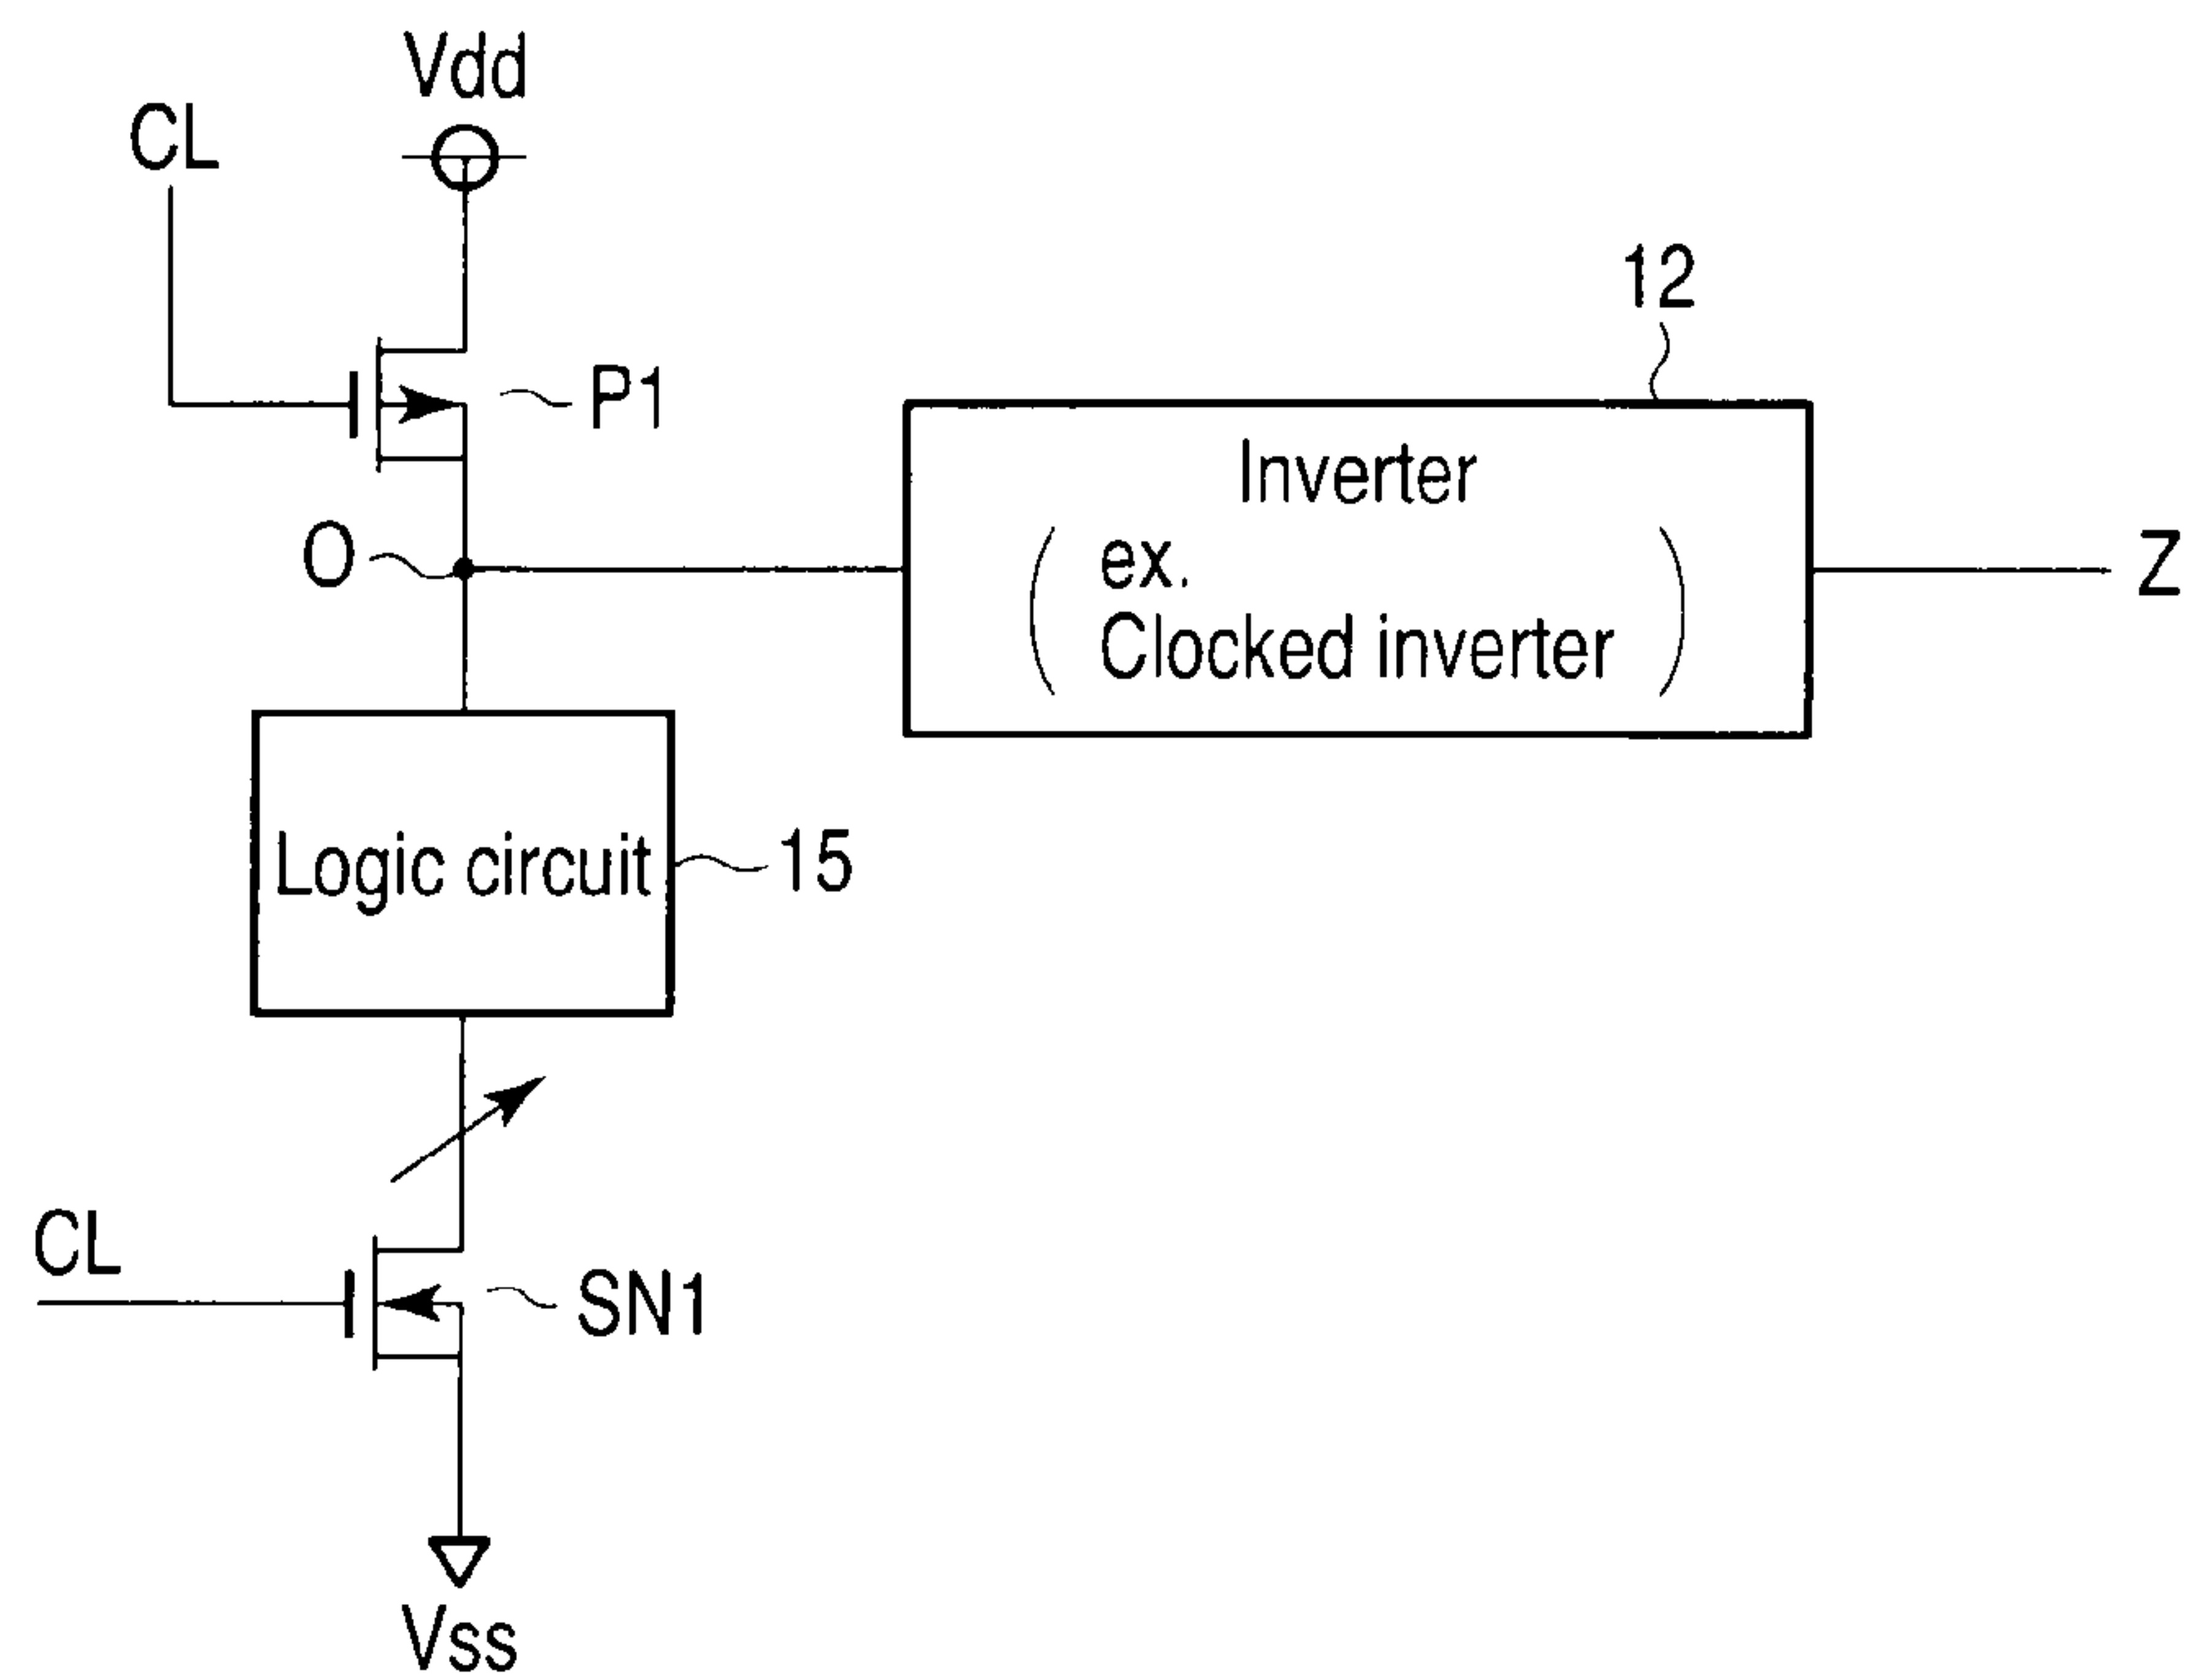 Vdd
CL
12
P1
Inverter
O
ex.
Z
Clocked inverter
Logic circuit
15
CL
SN1
Vss